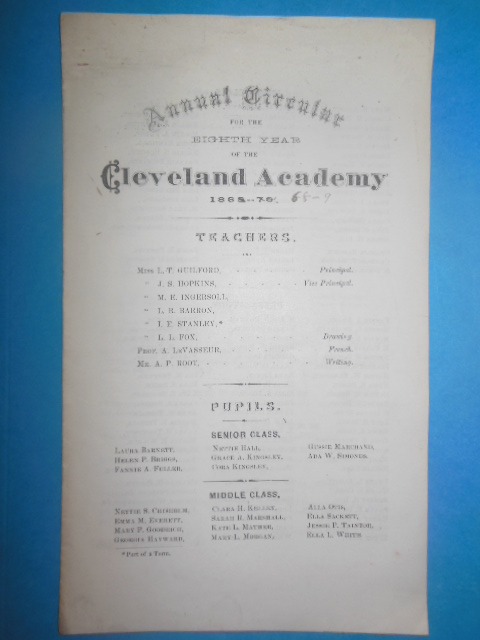 Annual Circular
FOR THE
EIGHTH YEAR
OF THE
Cleveland Academy
1868--70. 68-9
TEACHERS.
Miss L. T. GUILFORD, Principal.
" J. S. HOPKINS, Vice Principal.
" M. E. INGERSOLL,
" L. R. BARRON,
" I. E. STANLEY,*
" L. L. FOX, Drawing.
Prof. A. LeVASSEUR, French.
Mr. A. P. ROOT, Writing.
PUPILS.
SENIOR CLASS.
Laura Barnett, Nettie Hall, Gussie Marchand,
Helen P. Briggs, Grace A. Kingsley, Ada W.
Fannie A. Fuller, Cora Kingsley,
MIDDLE CLASS,
Nettie S. Chisholm, Clara H. Kelley, Alla
Emma M. Everett, Sarah R. Marshall, Ella Sackett,
Mary P. Goodrich, Kate L. Mather, Jessie P. Taintor,
Georgia Hayward, Mary L. Morgan, Ella L. White.
*Part of a Term.